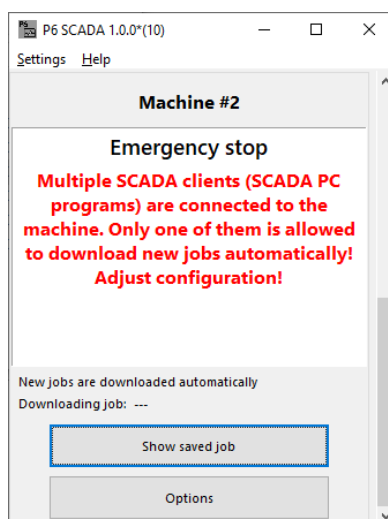 P6 SCADA 1.0.0*(10)
Settings Help
Machine #2
Emergency stop
Multiple SCADA clients (SCADA PC
programs) are connected to the
machine. Only one of them is allowed
to download new jobs automatically!
Adjust configuration!
New jobs are downloaded automatically
Downloading job: ---
Show saved job
Options